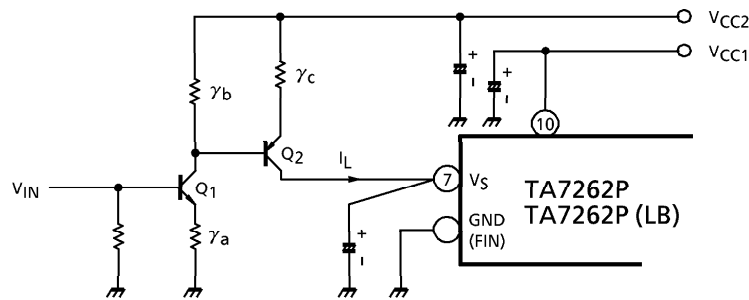 VCC2
VCC1
γb
γc
10
Q2
IL
7
VS
VIN
Q1
TA7262P
TA7262P (LB)
GND
(FIN)
γa
+
+
+